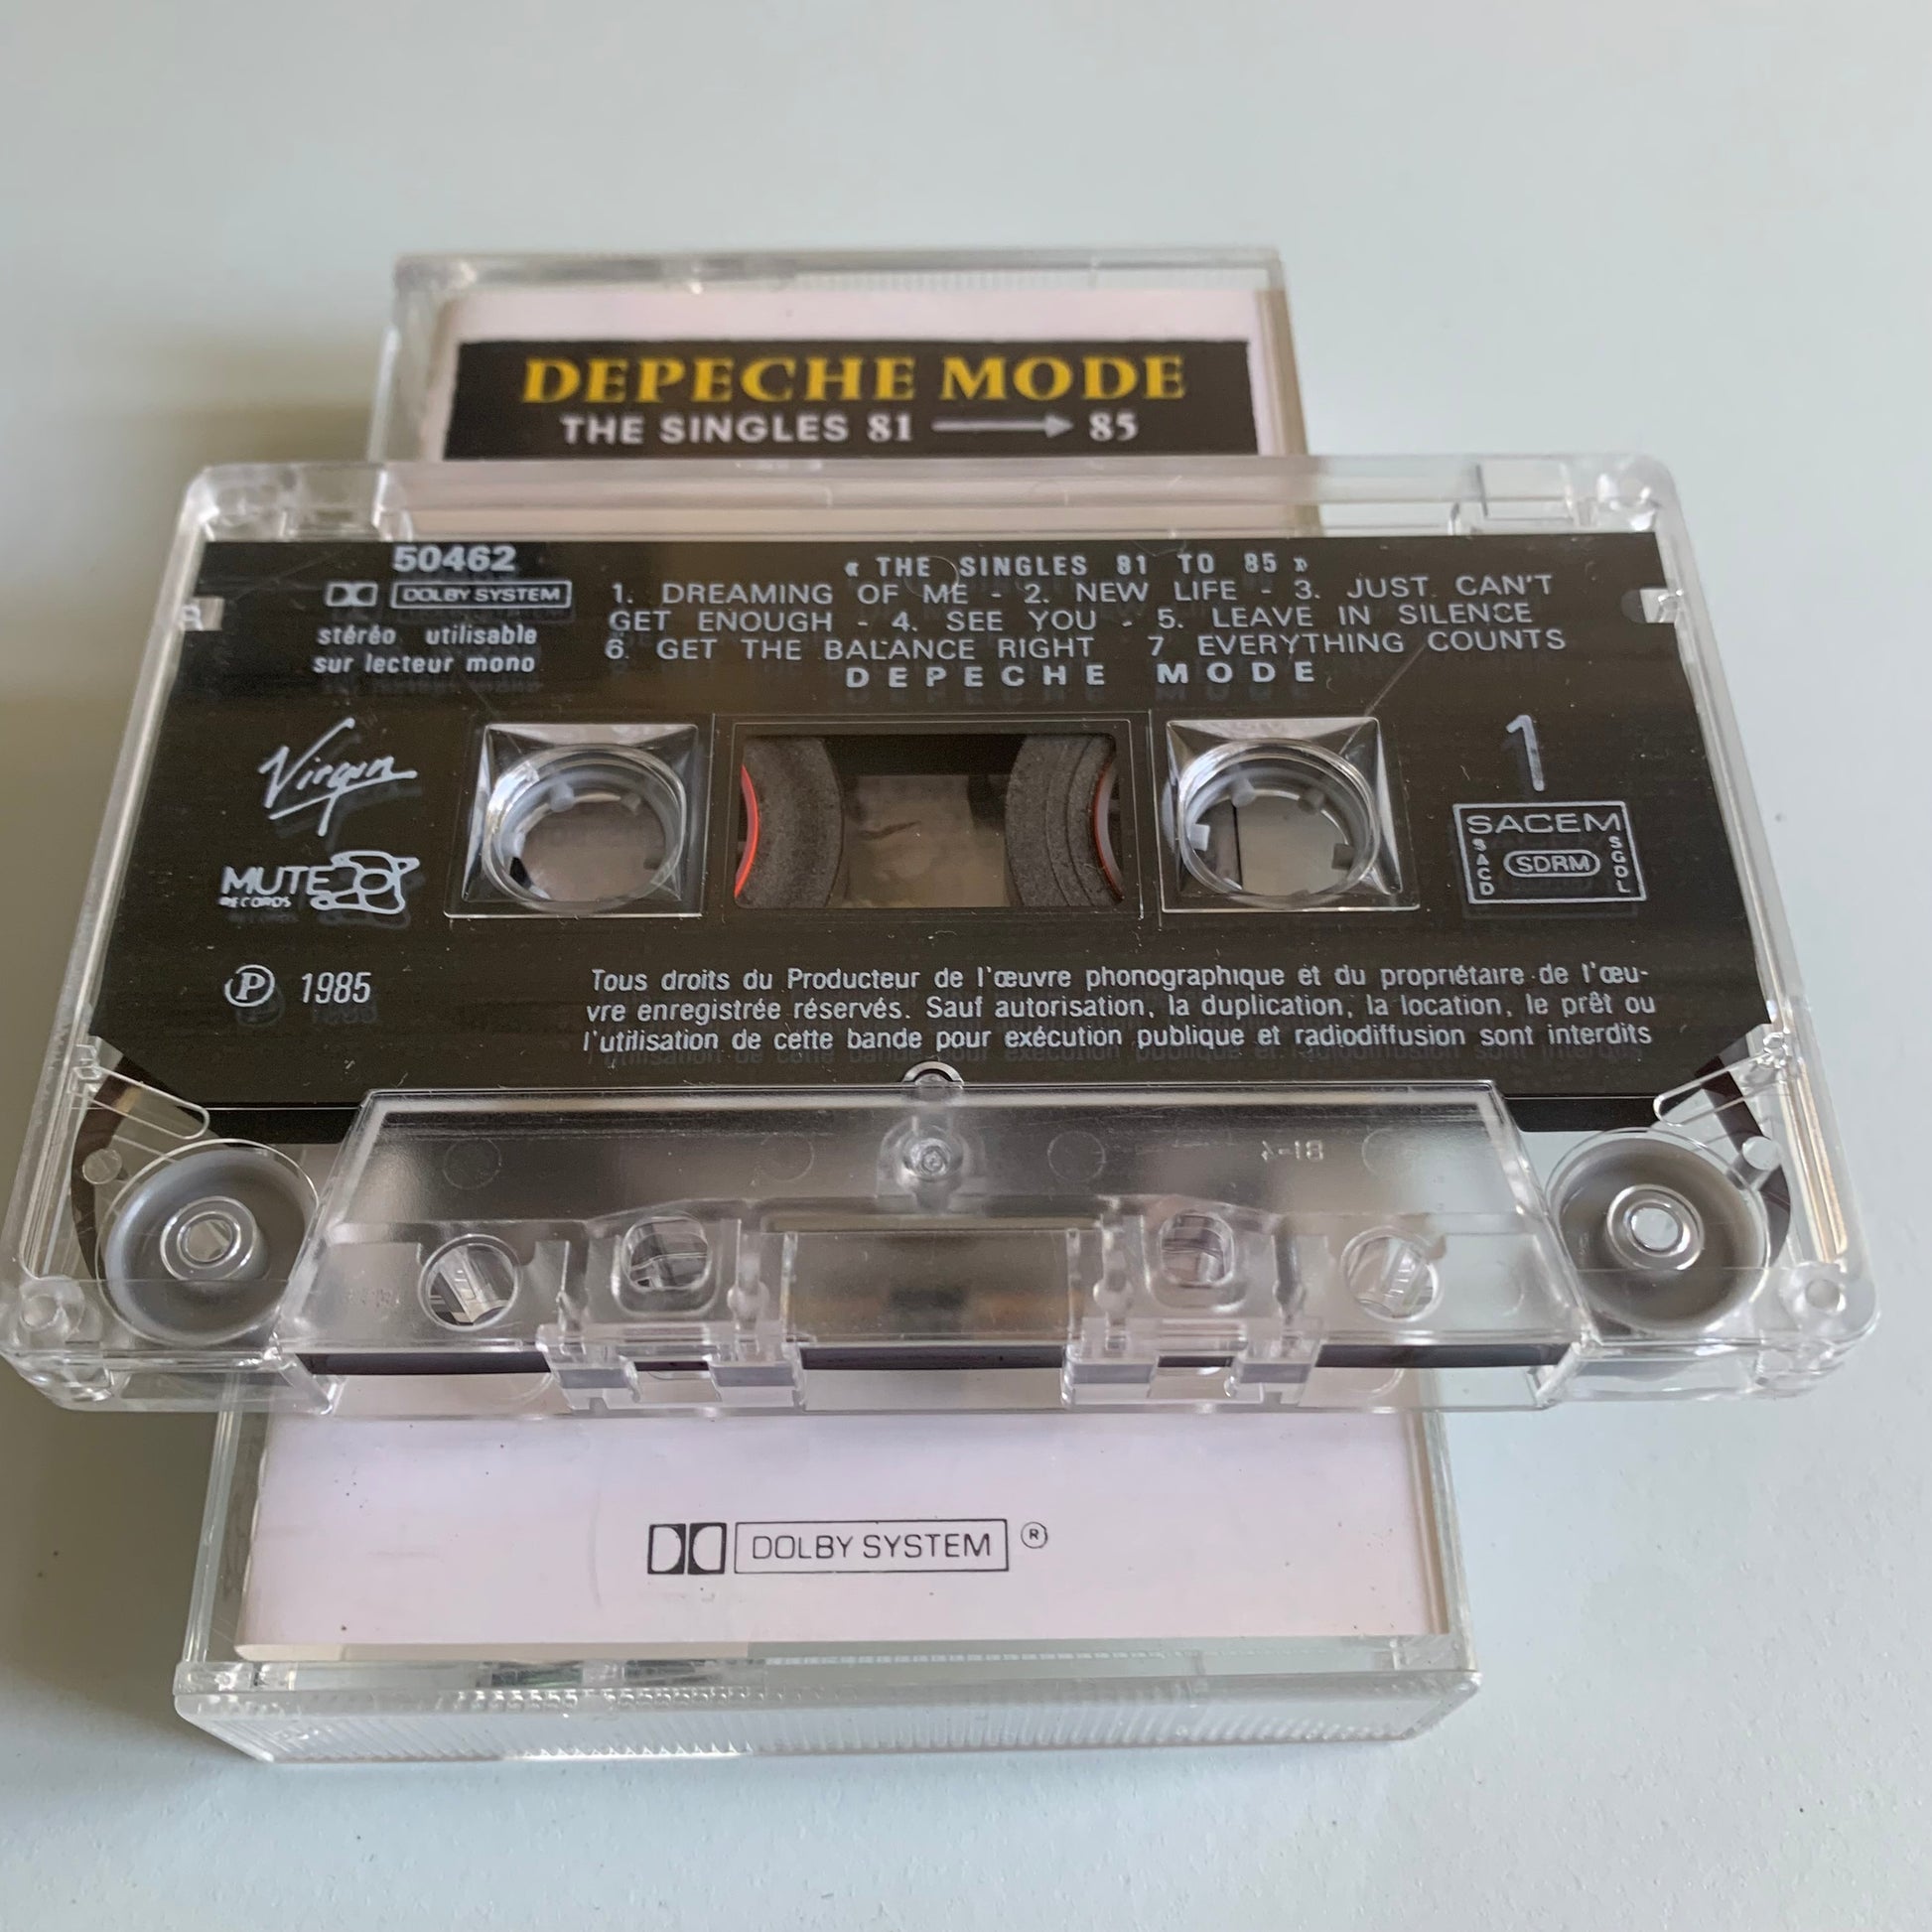 DEPECHE MODE
THE SINGLES 81 → 85
50462
DOLBY SYSTEM
stéréo utilisable
sur lecteur mono
« THE SINGLES 81 TO 85 »
1. DREAMING OF ME - 2. NEW LIFE - 3. JUST CAN'T
GET ENOUGH - 4. SEE YOU - 5. LEAVE IN SILENCE
6. GET THE BALANCE RIGHT 7 EVERYTHING COUNTS
DEPECHE MODE
Virgin
MUTE
RECORDS
1
SACEM
SACD
SDRM
SGDL
Ⓟ 1985
Tous droits du Producteur de l'œuvre phonographique et du propriétaire de l'œu-
vre enregistrée réservés. Sauf autorisation, la duplication, la location, le prêt ou
l'utilisation de cette bande pour exécution publique et radiodiffusion sont interdits
DOLBY SYSTEM ®